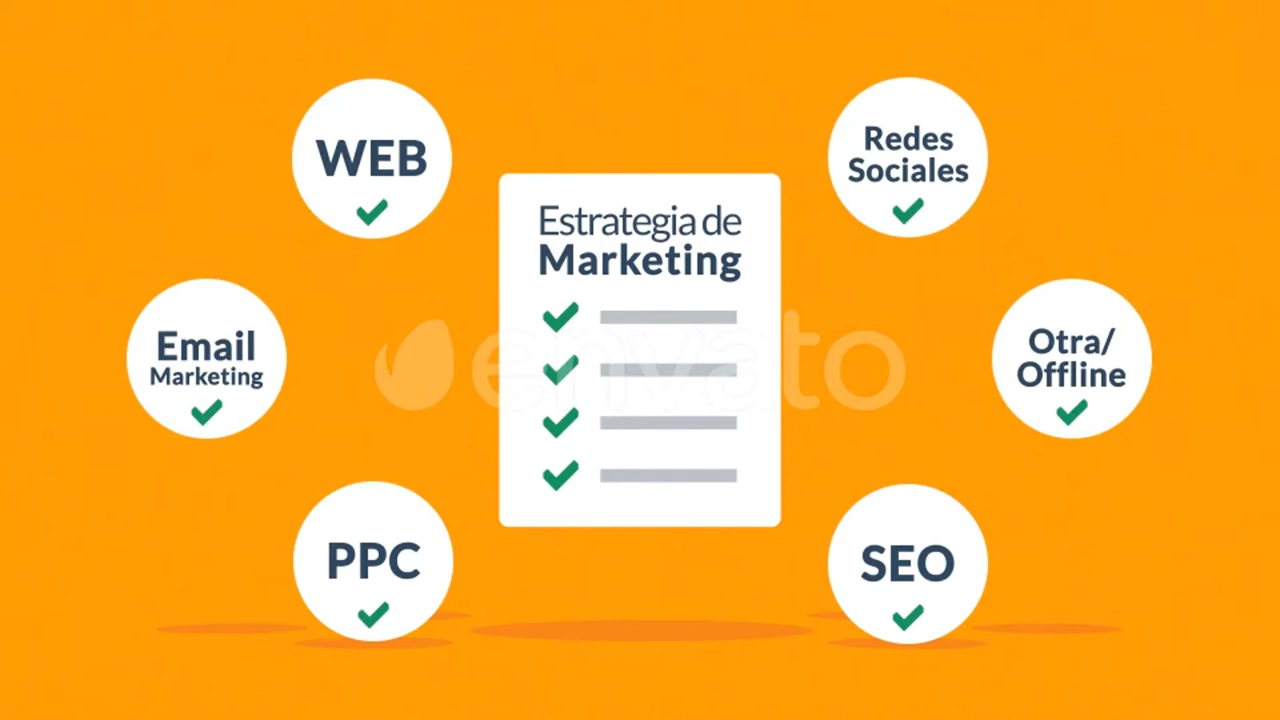 WEB
Redes
Sociales
Estrategia de
Marketing
Email
Marketing
Otra/
Offline
envato
PPC
SEO